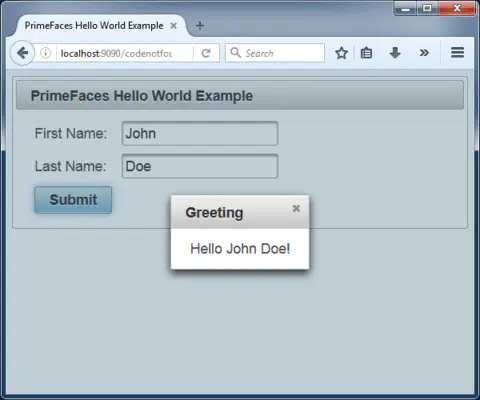 PrimeFaces Hello World Example
localhost:9090/codenotfou
Search
PrimeFaces Hello World Example
First Name: John
Last Name: Doe
Submit
Greeting
Hello John Doe!